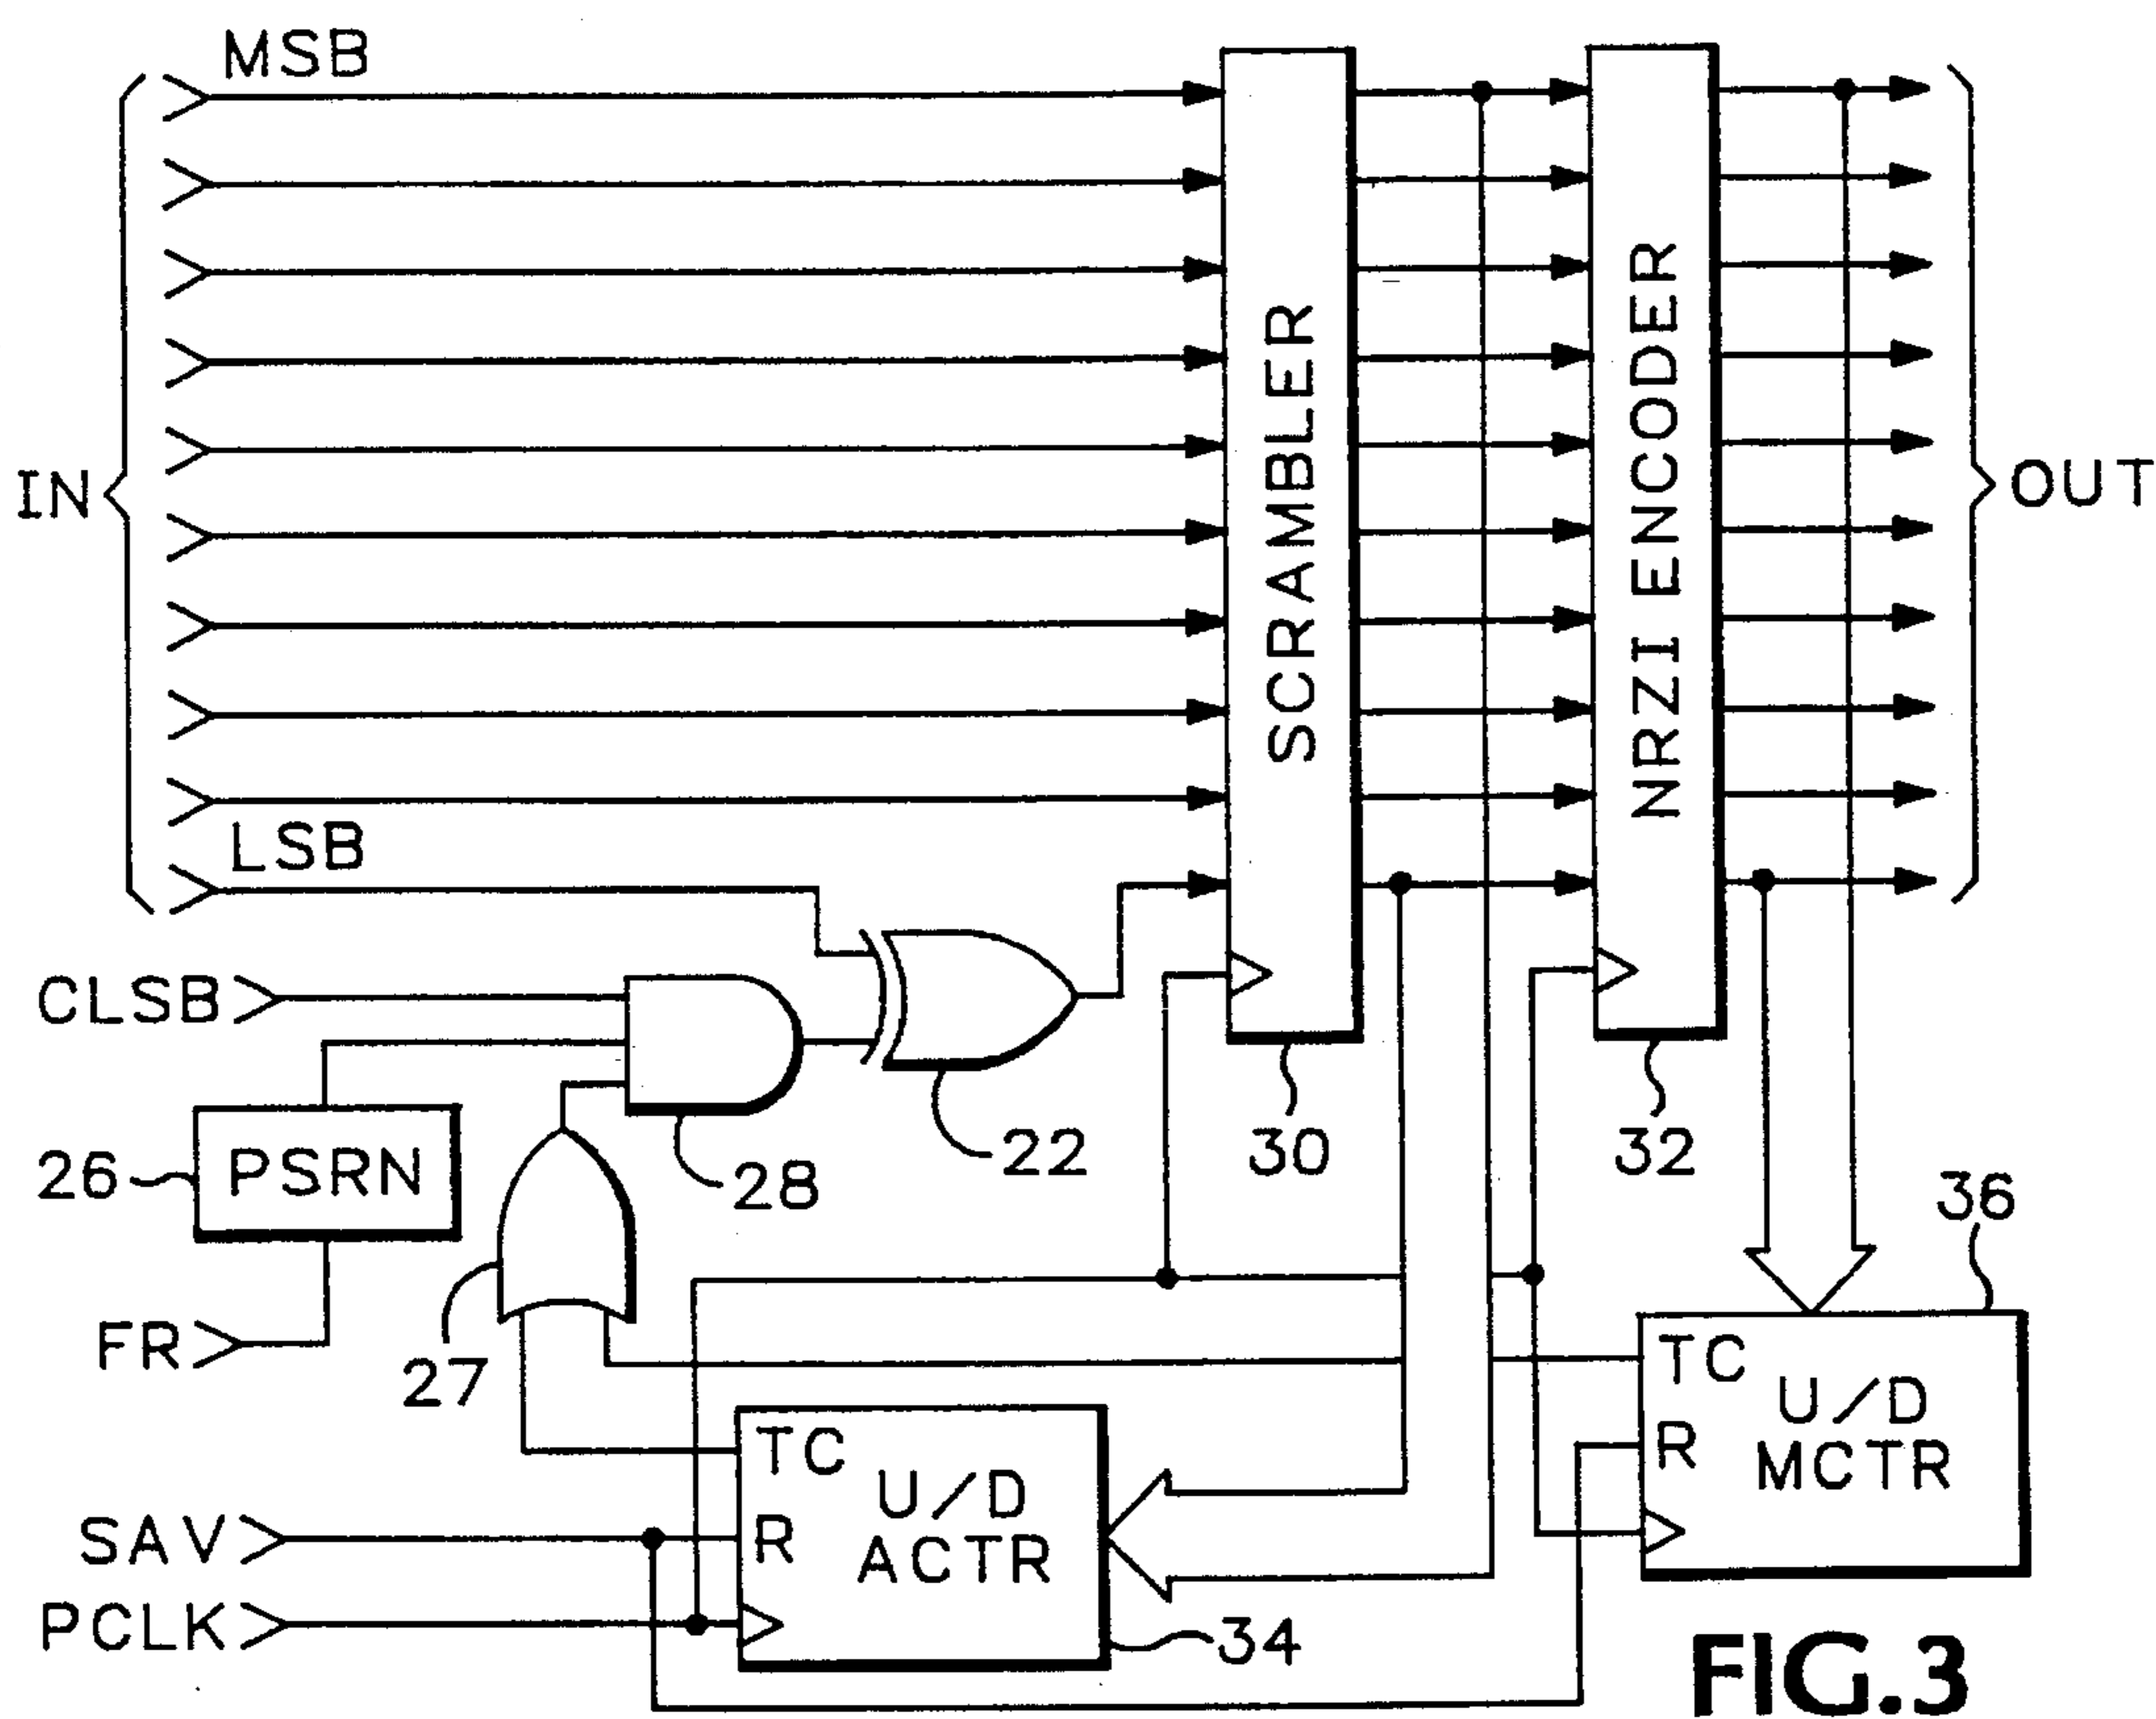 MSB
IN
OUT
SCRAMBLER
NRZI ENCODER
LSB
CLSB
26
PSRN
28
22
30
32
36
FR
27
TC
U/D
MCTR
R
TC
U/D
ACTR
R
SAV
PCLK
34
FIG.3